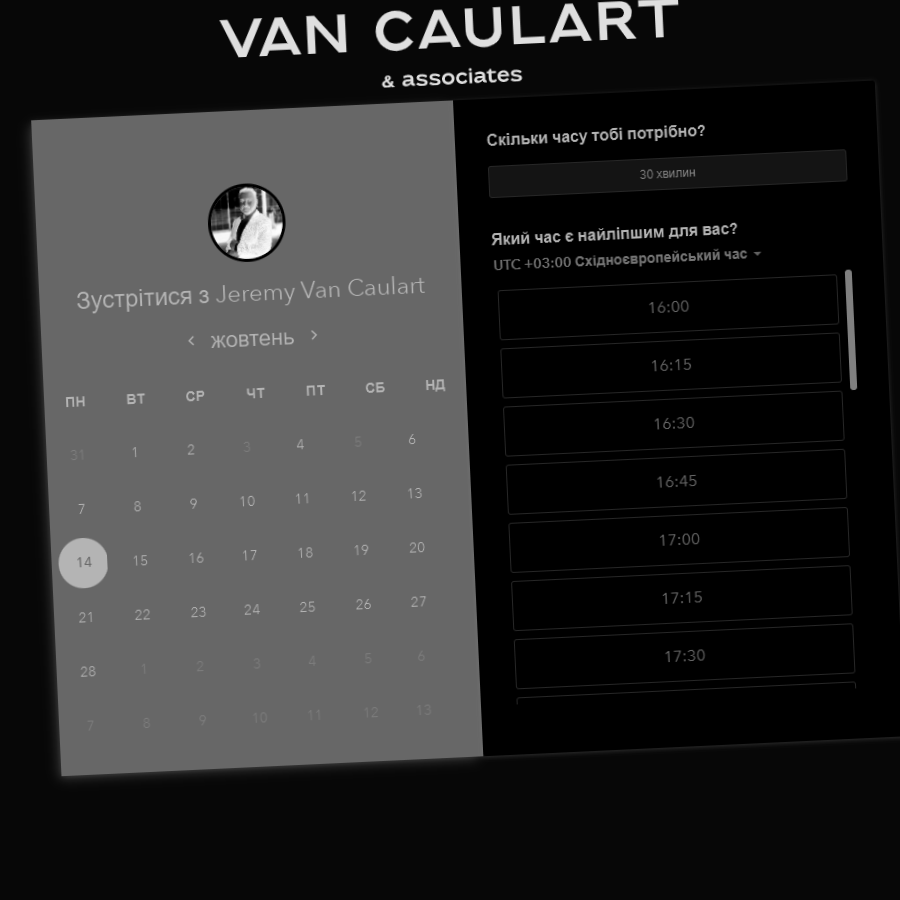 VAN CAULART
& associates
Зустрітися з Jeremy Van Caulart
жовтень
ПН ВТ СР ЧТ ПТ СБ НД
31 1 2 3 4 5 6
7 8 9 10 11 12 13
14 15 16 17 18 19 20
21 22 23 24 25 26 27
28 1 2 3 4 5 6
7 8 9 10 11 12 13
Скільки часу тобі потрібно?
30 хвилин
Який час є найліпшим для вас?
UTC +03:00 Східноєвропейський час
16:00
16:15
16:30
16:45
17:00
17:15
17:30